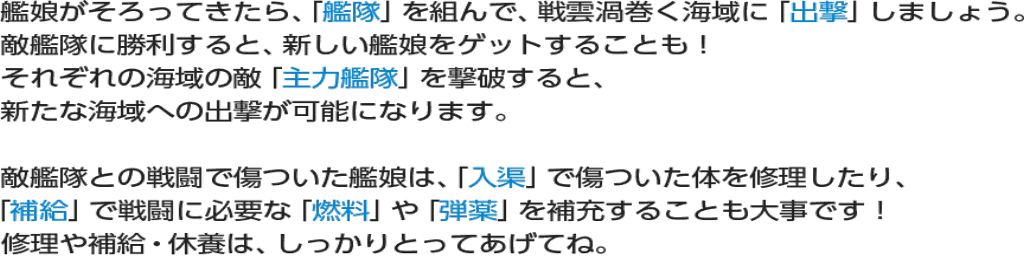 艦娘がそろってきたら、「艦隊」を組んで、戦雲渦巻く海域に「出撃」しましょう。
敵艦隊に勝利すると、新しい艦娘をゲットすることも！
それぞれの海域の敵「主力艦隊」を撃破すると、
新たな海域への出撃が可能になります。
敵艦隊との戦闘で傷ついた艦娘は、「入渠」で傷ついた体を修理したり、
「補給」で戦闘に必要な「燃料」や「弾薬」を補充することも大事です！
修理や補給・休養は、しっかりとってあげてね。